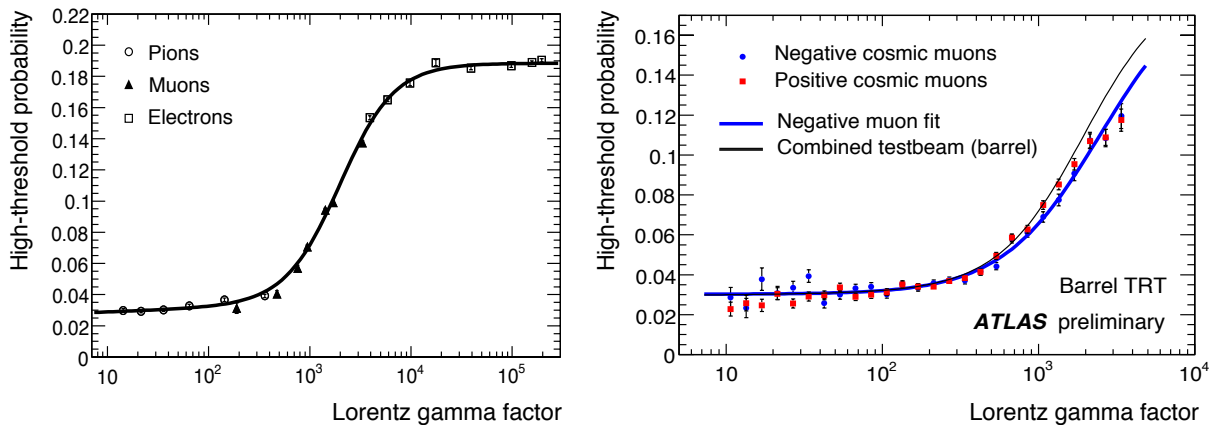 High-threshold probability
0.22
0.2
0.18
0.16
0.14
0.12
0.1
0.08
0.06
0.04
0.02
0
Pions
Muons
Electrons
10
10²
10³
10⁴
10⁵
Lorentz gamma factor
High-threshold probability
0.16
0.14
0.12
0.1
0.08
0.06
0.04
0.02
0
Negative cosmic muons
Positive cosmic muons
Negative muon fit
Combined testbeam (barrel)
Barrel TRT
ATLAS preliminary
10
10²
10³
10⁴
Lorentz gamma factor